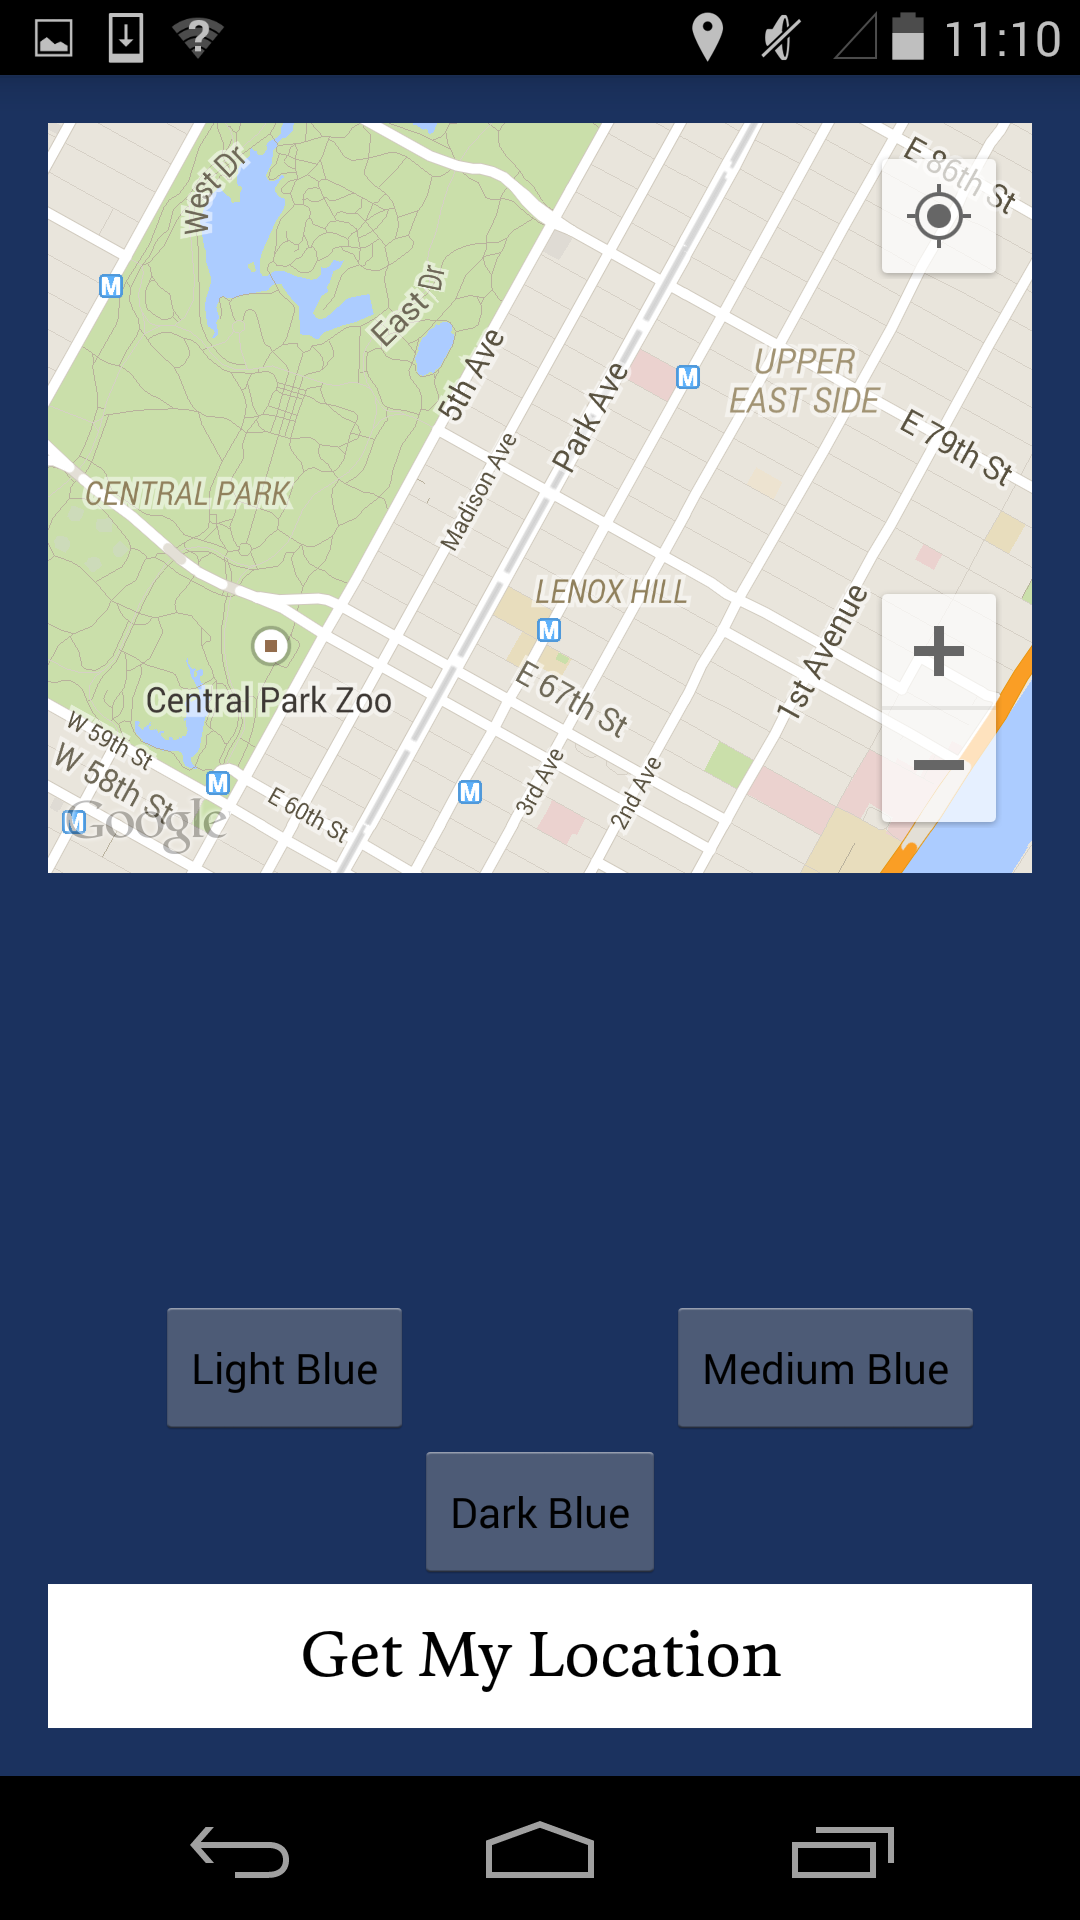 11:10
West Dr
E 86th St
M
East Dr
5th Ave
Park Ave
M
UPPER
EAST SIDE
E 79th St
Madison Ave
CENTRAL PARK
LENOX HILL
M
1st Avenue
Central Park Zoo
E 67th St
W 59th St
W 58th St
M
E 60th St
M
3rd Ave
2nd Ave
M
Google
Light Blue
Medium Blue
Dark Blue
Get My Location